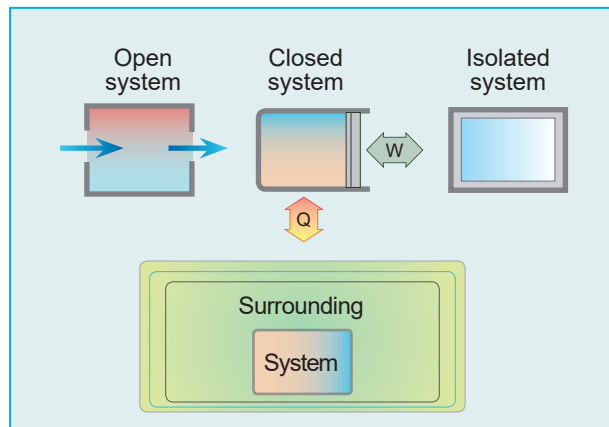 Open
system
Closed
system
Isolated
system
W
Q
Surrounding
System